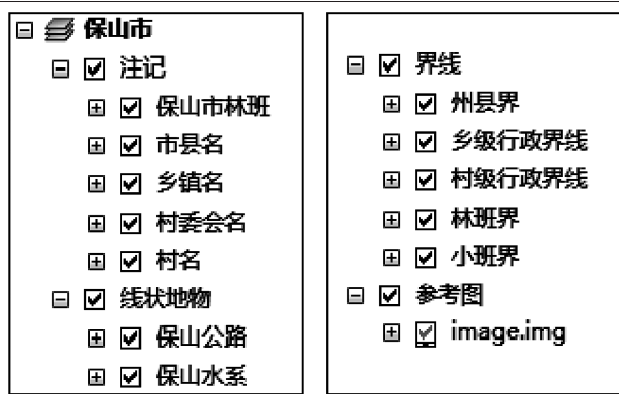 保山市
注记
保山市林班
市县名
乡镇名
村委会名
村名
线状地物
保山公路
保山水系
界线
州县界
乡级行政界线
村级行政界线
林班界
小班界
参考图
image.img